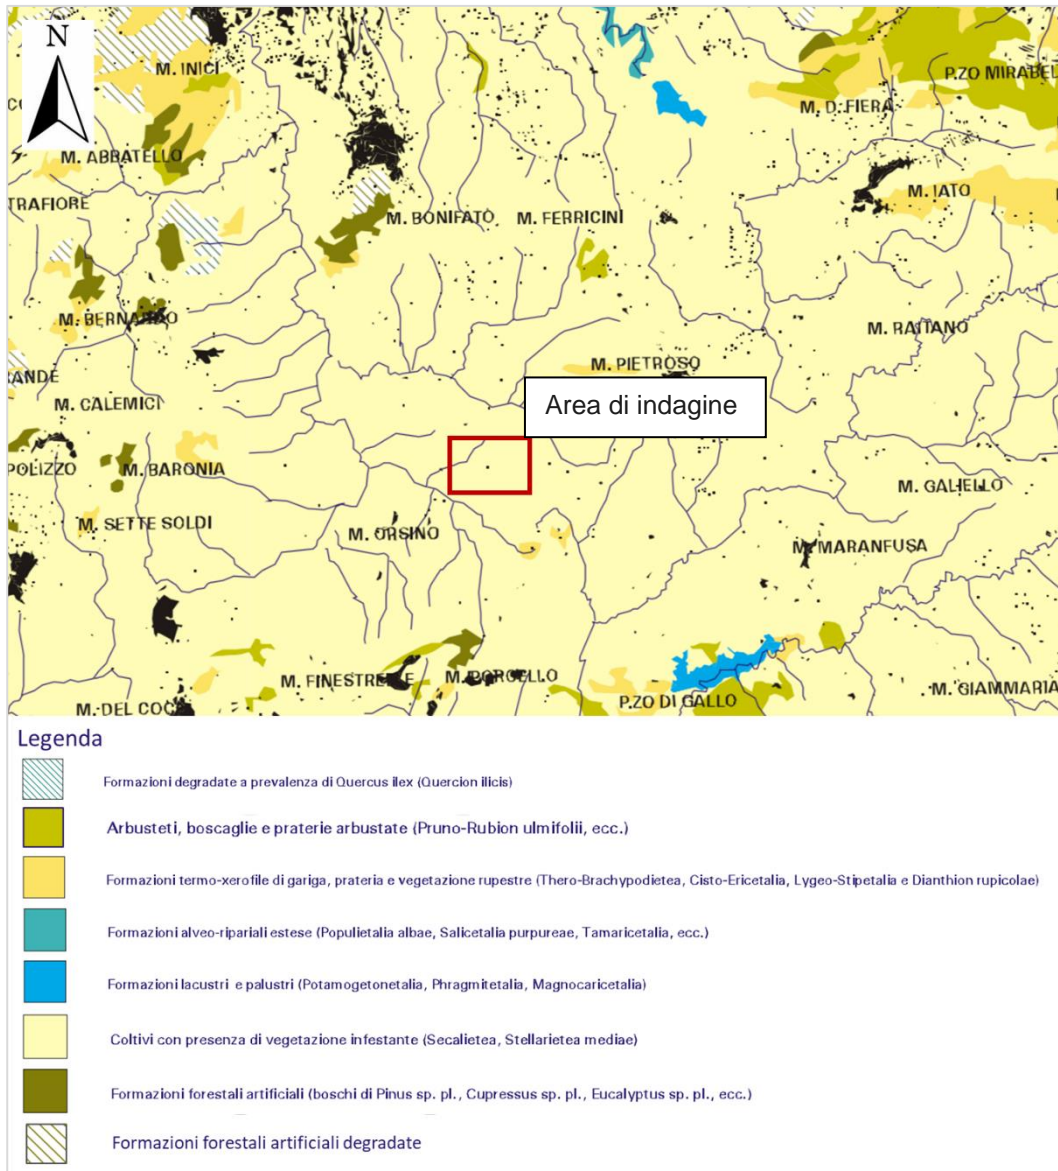 N
M. INICI
P.ZO MIRABEL
CO
M. D. FIERA
M. ABBATELLO
M. IATO
TRAFIORE
M. BONIFATO
M. FERRICINI
M. BERNARDO
M. RAITANO
M. PIETROSO
ANDE
M. CALEMICI
Area di indagine
POLIZZO
M. BARONIA
M. GALIELLO
M. SETTE SOLDI
M. URSINO
M. MARANFUSA
M. FINESTRELLE
M. PORCELLO
M. GIAMMARIA
M. DEL COCC
P.ZO DI GALLO
Legenda
Formazioni degradate a prevalenza di Quercus ilex (Quercion ilicis)
Arbusteti, boscaglie e praterie arbustate (Pruno-Rubion ulmifolii, ecc.)
Formazioni termo-xerofile di gariga, prateria e vegetazione rupestre (Thero-Brachypodietea, Cisto-Ericetalia, Lygeo-Stipetalia e Dianthion rupicolae)
Formazioni alveo-ripariali estese (Populietalia albae, Salicetalia purpureae, Tamaricetalia, ecc.)
Formazioni lacustri e palustri (Potamogetonetalia, Phragmitetalia, Magnocaricetalia)
Coltivi con presenza di vegetazione infestante (Secalietea, Stellarietea mediae)
Formazioni forestali artificiali (boschi di Pinus sp. pl., Cupressus sp. pl., Eucalyptus sp. pl., ecc.)
Formazioni forestali artificiali degradate